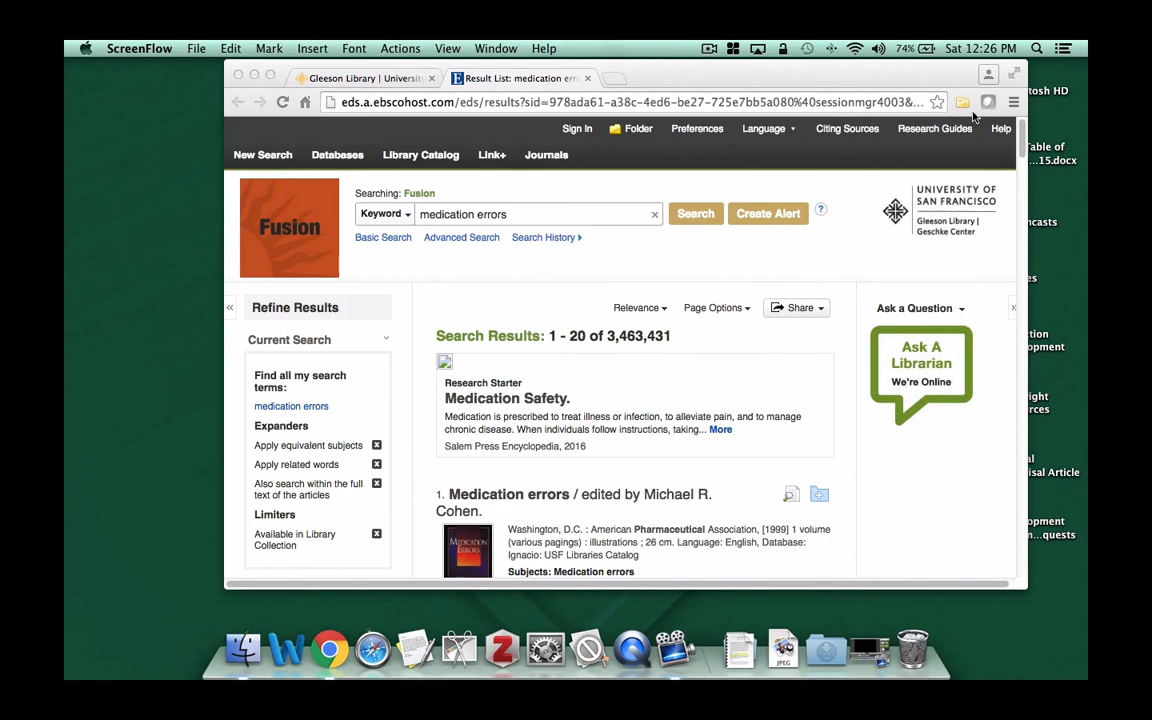 ScreenFlow File Edit Mark Insert Font Actions View Window Help 74% Sat 12:26 PM
Gleeson Library | Universit
Result List: medication err
eds.a.ebscohost.com/eds/results?sid=978ada61-a38c-4ed6-be27-725e7bb5a080%40sessionmgr4003&...
Sign In Folder Preferences Language Citing Sources Research Guides Help
New Search Databases Library Catalog Link+ Journals
Fusion
Searching: Fusion
Keyword medication errors Search Create Alert ?
Basic Search Advanced Search Search History
UNIVERSITY OF
SAN FRANCISCO
Gleeson Library |
Geschke Center
Refine Results
Current Search
Find all my search
terms:
medication errors
Expanders
Apply equivalent subjects
Apply related words
Also search within the full
text of the articles
Limiters
Available in Library
Collection
Relevance Page Options Share
Search Results: 1 - 20 of 3,463,431
Research Starter
Medication Safety.
Medication is prescribed to treat illness or infection, to alleviate pain, and to manage
chronic disease. When individuals follow instructions, taking... More
Salem Press Encyclopedia, 2016
1. Medication errors / edited by Michael R.
Cohen.
MEDICATION
ERRORS
Washington, D.C. : American Pharmaceutical Association, [1999] 1 volume
(various pagings) : illustrations ; 26 cm. Language: English, Database:
Ignacio: USF Libraries Catalog
Subjects: Medication errors
Ask a Question
Ask A
Librarian
We're Online
tosh HD
Table of
...15.docx
ncasts
es
ction
lopment
right
rces
al
isal Article
opment
m...quests
JPEG